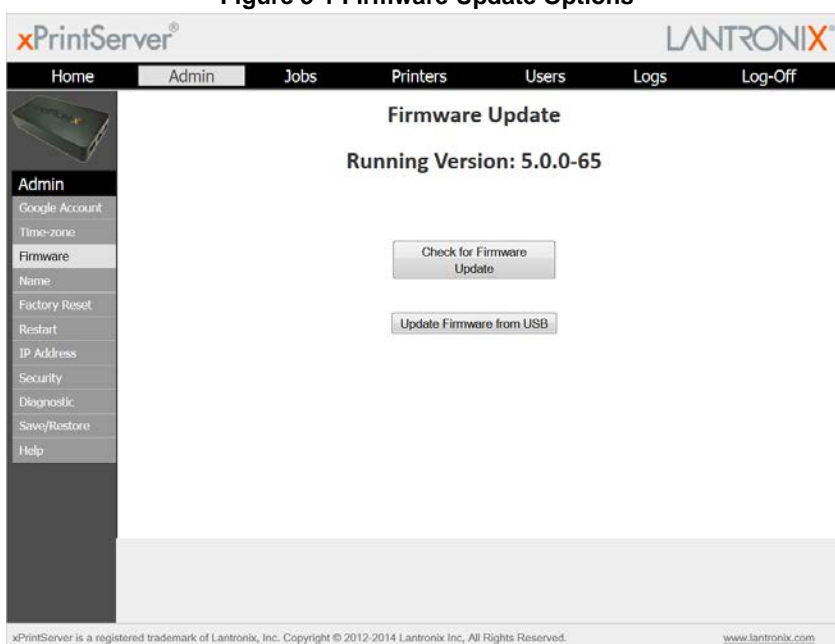 Figure 3-1 Firmware Update Options
xPrintServer®
LANTRONIX®
Home Admin Jobs Printers Users Logs Log-Off
Firmware Update
Running Version: 5.0.0-65
Admin
Google Account
Time-zone
Firmware
Name
Factory Reset
Restart
IP Address
Security
Diagnostic
Save/Restore
Help
Check for Firmware
Update
Update Firmware from USB
xPrintServer is a registered trademark of Lantronix, Inc. Copyright © 2012-2014 Lantronix Inc, All Rights Reserved.
www.lantronix.com